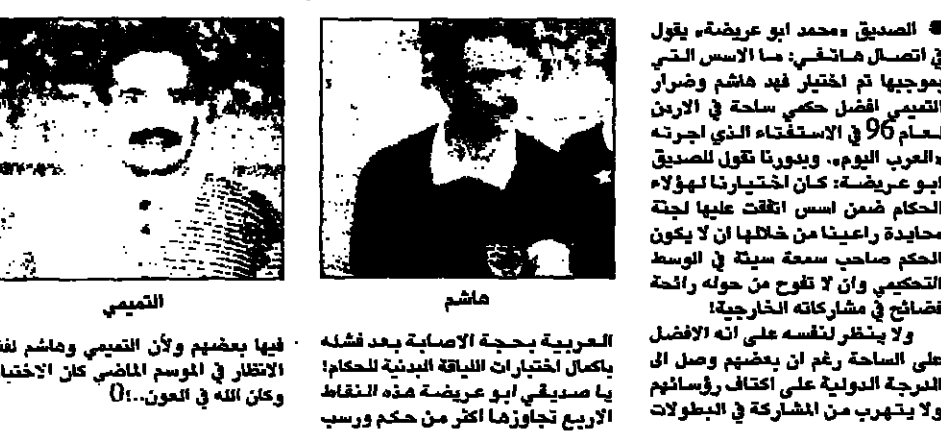 ● الصديق «محمد ابو عريضة» يقول
في اتصال هاتفي: ما الاسس التي
بموجبها تم اختيار فهد هاشم وضرار
التميمي افضل حكمي ساحة في الاردن
لعام 96 في الاستفتاء الذي اجرته
«العرب اليوم». وبدورنا نقول للصديق
ابو عريضة: كان اختيارنا لهؤلاء
الحكام ضمن اسس اتفقت عليها لجنة
محايدة راعينا من خلالها ان لا يكون
الحكم صاحب سمعة سيئة في الوسط
التحكيمي وان لا تفوح من حوله رائحة
فضائح في مشاركاته الخارجية!
ولا ينظر لنفسه على انه الافضل
على الساحة رغم ان بعضهم وصل الى
الدرجة الدولية على اكتاف رؤسائهم
ولا يتهرب من المشاركة في البطولات
هاشم
العربية بحجة الاصابة بعد فشله
باكمال اختبارات اللياقة البدنية للحكام!
يا صديقي ابو عريضة هذه النقاط
الاربع تجاوزها اكثر من حكم ورسب
التميمي
فيها بعضهم ولأن التميمي وهاشم
الانتظار في الموسم الماضي كان
وكان الله في العون..!{}